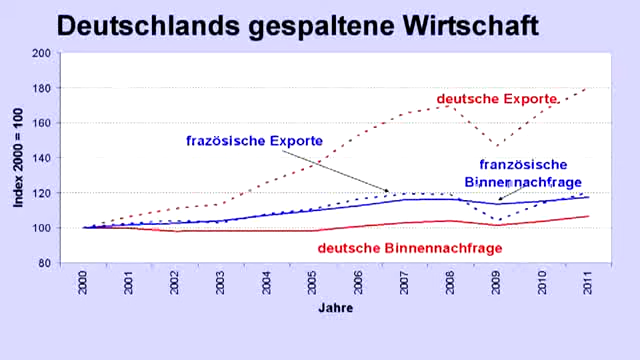 Deutschlands gespaltene Wirtschaft
200
180
160
140
120
100
80
Index 2000 = 100
deutsche Exporte
frazösische Exporte
französische
Binnennachfrage
deutsche Binnennachfrage
2000
2001
2002
2003
2004
2005
2006
2007
2008
2009
2010
2011
Jahre